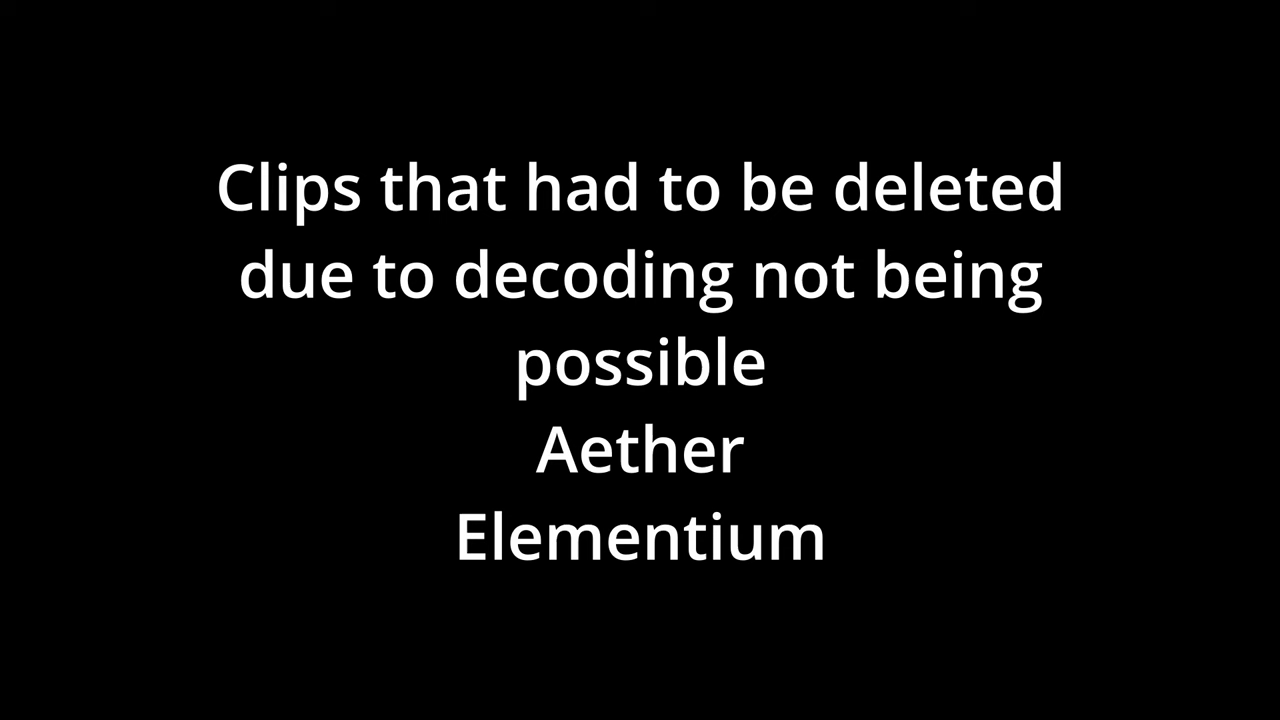 Clips that had to be deleted
due to decoding not being
possible
Aether
Elementium